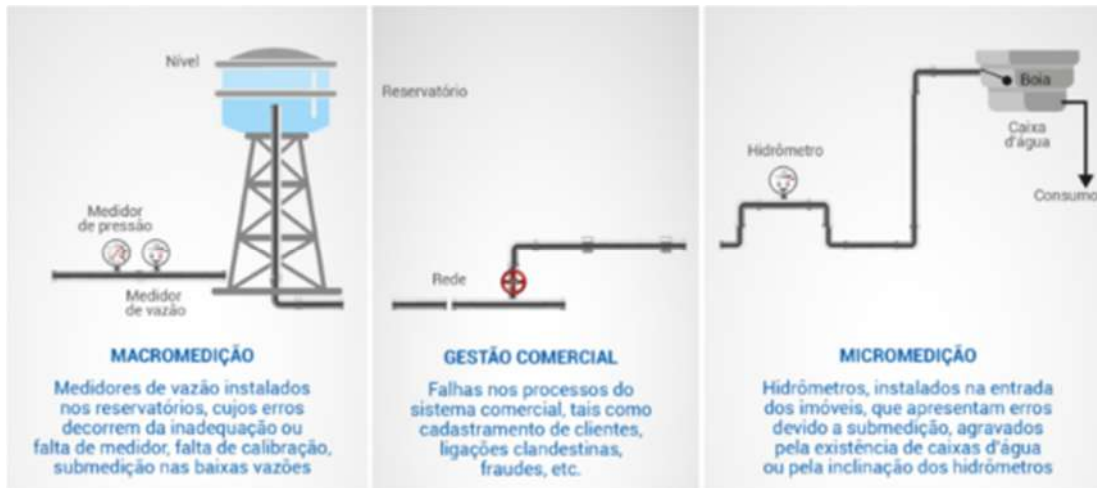 Nível
Medidor
de pressão
Medidor
de vazão
MACROMEDIÇÃO
Medidores de vazão instalados
nos reservatórios, cujos erros
decorrem da inadequação ou
falta de medidor, falta de calibração,
submedição nas baixas vazões
Reservatório
Rede
GESTÃO COMERCIAL
Falhas nos processos do
sistema comercial, tais como
cadastramento de clientes,
ligações clandestinas,
fraudes, etc.
Boia
Caixa
d'água
Hidrômetro
Consumo
MICROMEDIÇÃO
Hidrômetros, instalados na entrada
dos imóveis, que apresentam erros
devido a submedição, agravados
pela existência de caixas d'água
ou pela inclinação dos hidrômetros